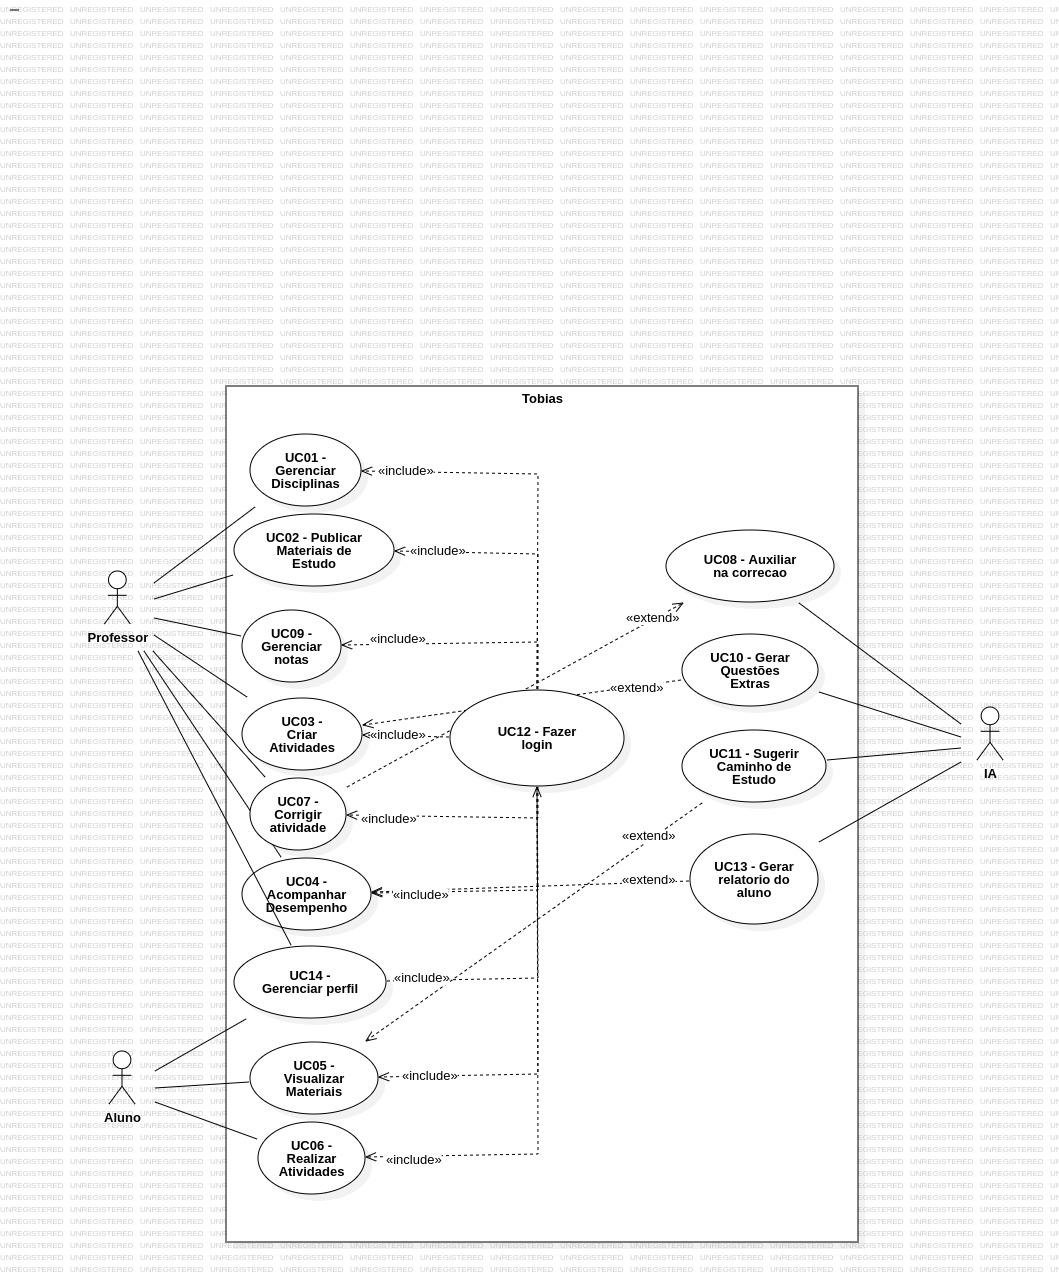 Tobias
UC01 -
Gerenciar
Disciplinas
«include»
UC02 - Publicar
Materiais de
Estudo
«include»
UC08 - Auxiliar
na correcao
Professor
UC09 -
Gerenciar
notas
«include»
«extend»
UC10 - Gerar
Questões
Extras
«extend»
UC03 -
Criar
Atividades
«include»
UC12 - Fazer
login
UC11 - Sugerir
Caminho de
Estudo
IA
UC07 -
Corrigir
atividade
«include»
«extend»
UC04 -
Acompanhar
Desempenho
«include»
«extend»
UC13 - Gerar
relatorio do
aluno
UC14 -
Gerenciar perfil
«include»
UC05 -
Visualizar
Materiais
«include»
Aluno
UC06 -
Realizar
Atividades
«include»
UNREGISTERED